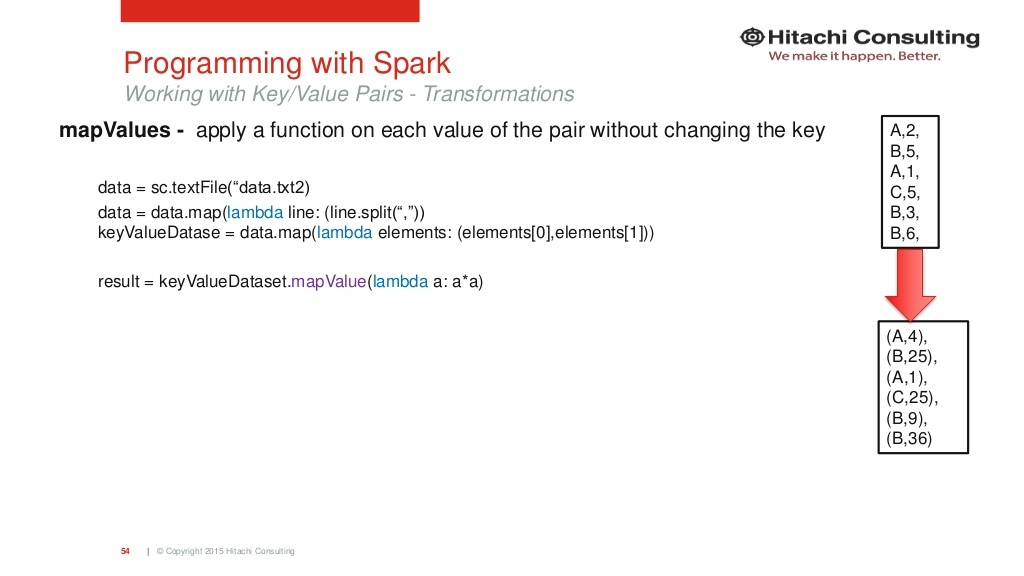 Hitachi Consulting
We make it happen. Better.
Programming with Spark
Working with Key/Value Pairs - Transformations
mapValues - apply a function on each value of the pair without changing the key
data = sc.textFile(“data.txt2)
data = data.map(lambda line: (line.split(“,”))
keyValueDatase = data.map(lambda elements: (elements[0],elements[1]))
result = keyValueDataset.mapValue(lambda a: a*a)
A,2,
B,5,
A,1,
C,5,
B,3,
B,6,
(A,4),
(B,25),
(A,1),
(C,25),
(B,9),
(B,36)
54 | © Copyright 2015 Hitachi Consulting